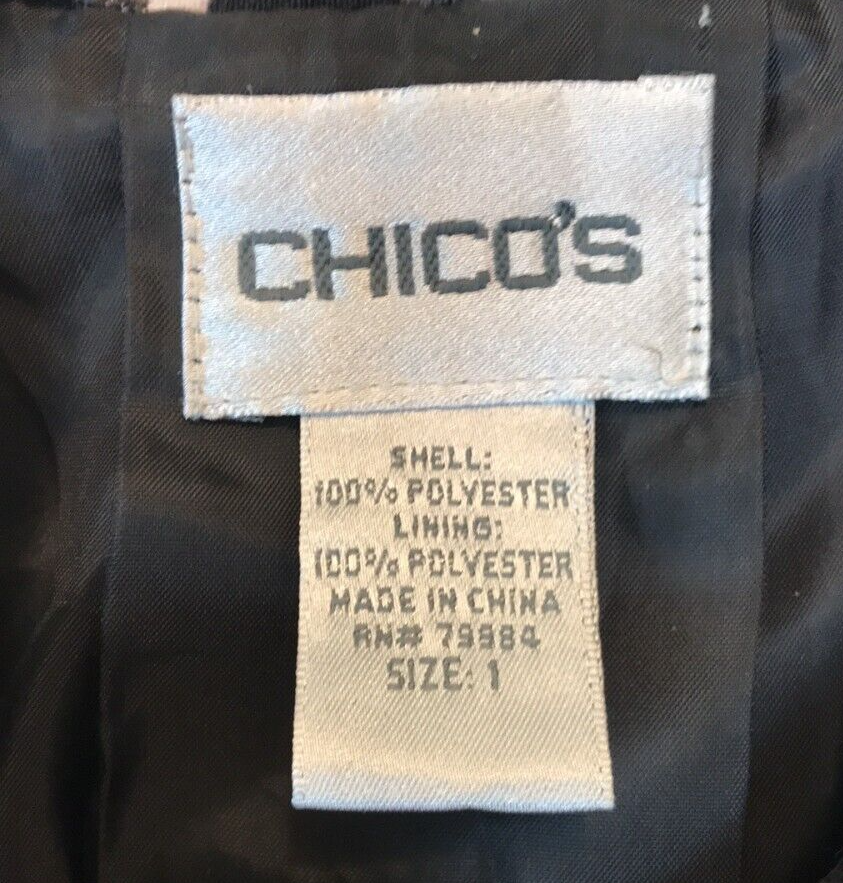 CHICO'S
SHELL:
100% POLYESTER
LINING:
100% POLYESTER
MADE IN CHINA
RN# 79984
SIZE: 1